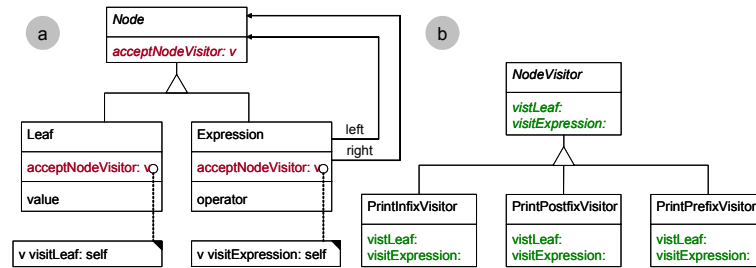 a
Node
acceptNodeVisitor: v
Leaf
acceptNodeVisitor: v
value
v visitLeaf: self
Expression
acceptNodeVisitor: v
operator
v visitExpression: self
left
right
b
NodeVisitor
vistLeaf:
visitExpression:
PrintInfixVisitor
vistLeaf:
visitExpression:
PrintPostfixVisitor
vistLeaf:
visitExpression:
PrintPrefixVisitor
vistLeaf:
visitExpression: